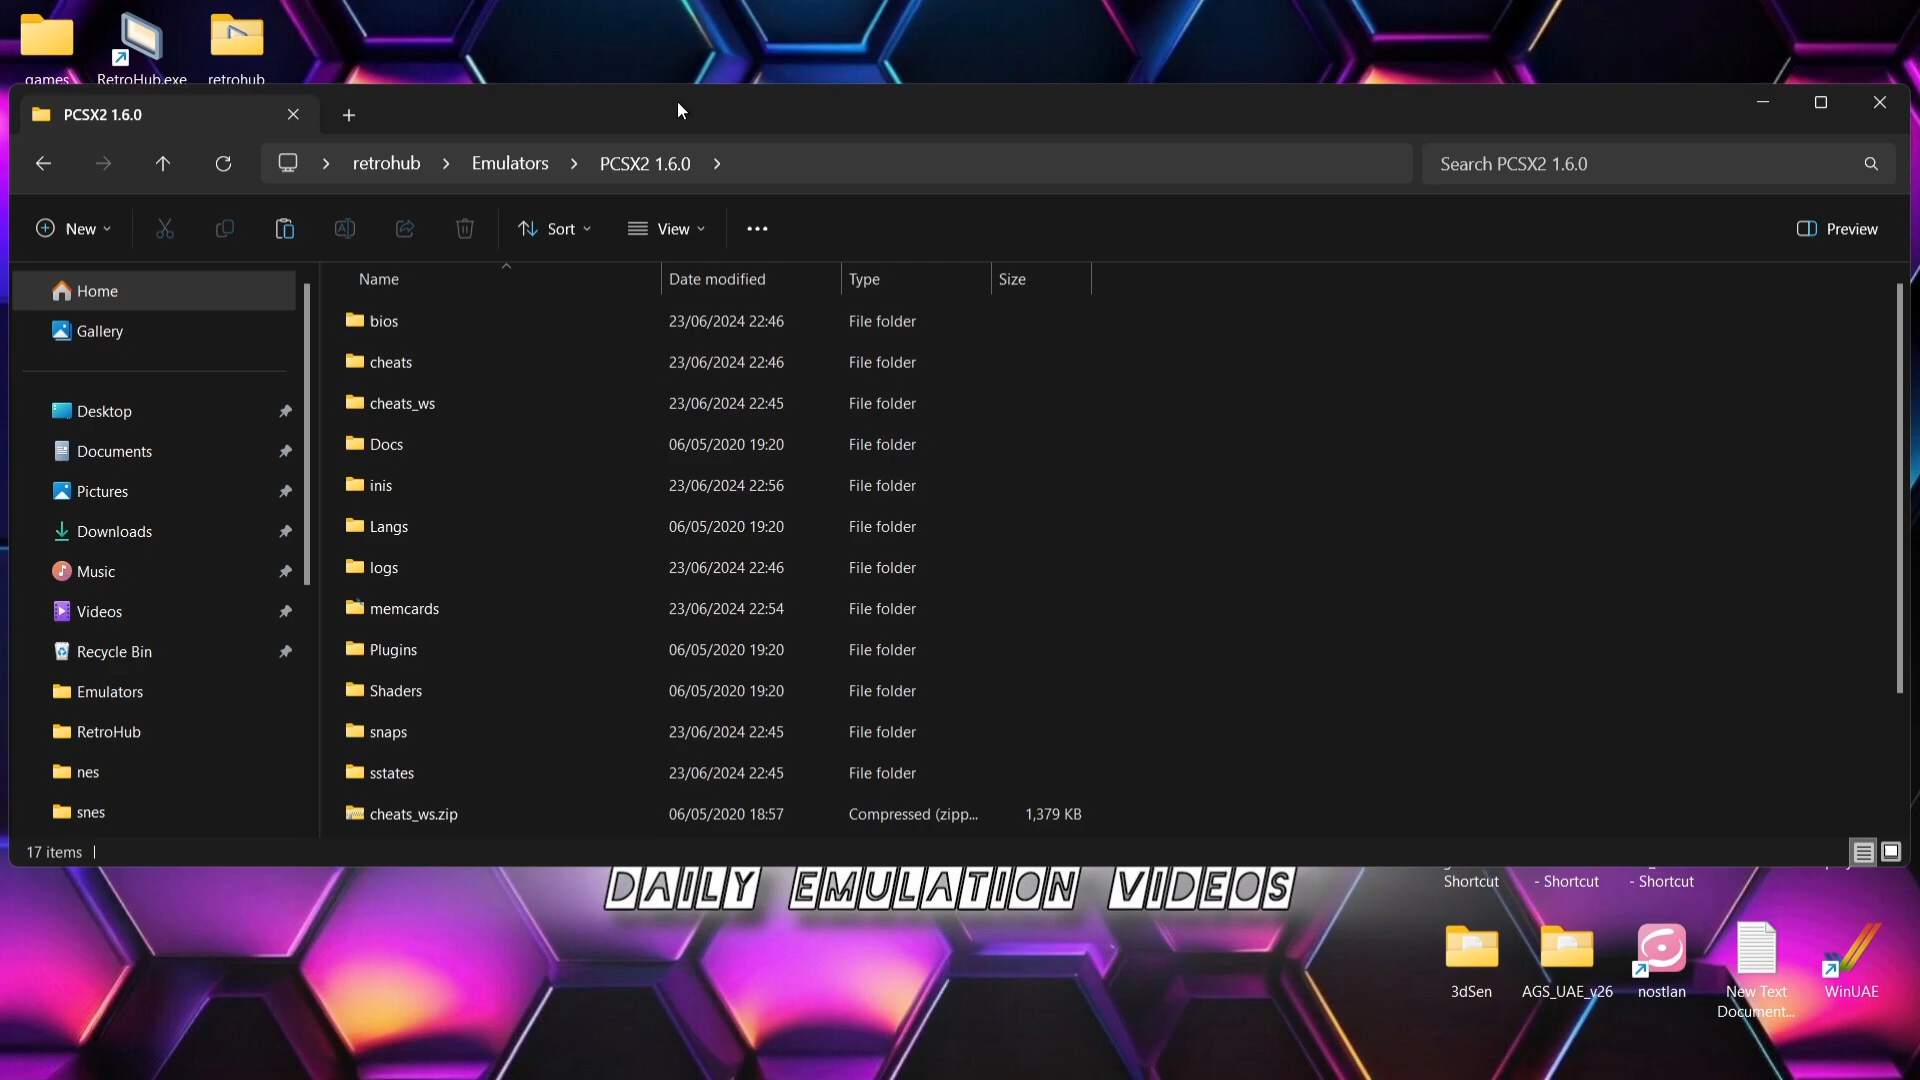 games
RetroHub.exe
retrohub
PCSX2 1.6.0
retrohub
Emulators
PCSX2 1.6.0
Search PCSX2 1.6.0
New
Sort
View
Preview
Name
Date modified
Type
Size
Home
Gallery
Desktop
Documents
Pictures
Downloads
Music
Videos
Recycle Bin
Emulators
RetroHub
nes
snes
bios 23/06/2024 22:46 File folder
cheats 23/06/2024 22:46 File folder
cheats_ws 23/06/2024 22:45 File folder
Docs 06/05/2020 19:20 File folder
inis 23/06/2024 22:56 File folder
Langs 06/05/2020 19:20 File folder
logs 23/06/2024 22:46 File folder
memcards 23/06/2024 22:54 File folder
Plugins 06/05/2020 19:20 File folder
Shaders 06/05/2020 19:20 File folder
snaps 23/06/2024 22:45 File folder
sstates 23/06/2024 22:45 File folder
cheats_ws.zip 06/05/2020 18:57 Compressed (zipp... 1,379 KB
17 items
DAILY EMULATION VIDEOS
Shortcut
- Shortcut
- Shortcut
3dSen
AGS_UAE_v26
nostlan
New Text
Document...
WinUAE